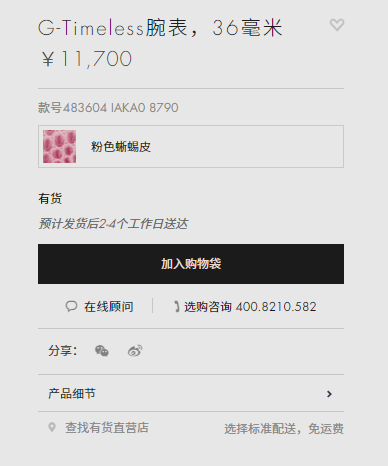 G-Timeless腕表，36毫米
￥11,700
款号483604 IAKA0 8790
粉色蜥蜴皮
有货
预计发货后2-4个工作日送达
加入购物袋
在线顾问
选购咨询 400.8210.582
分享：
产品细节
查找有货直营店
选择标准配送，免运费